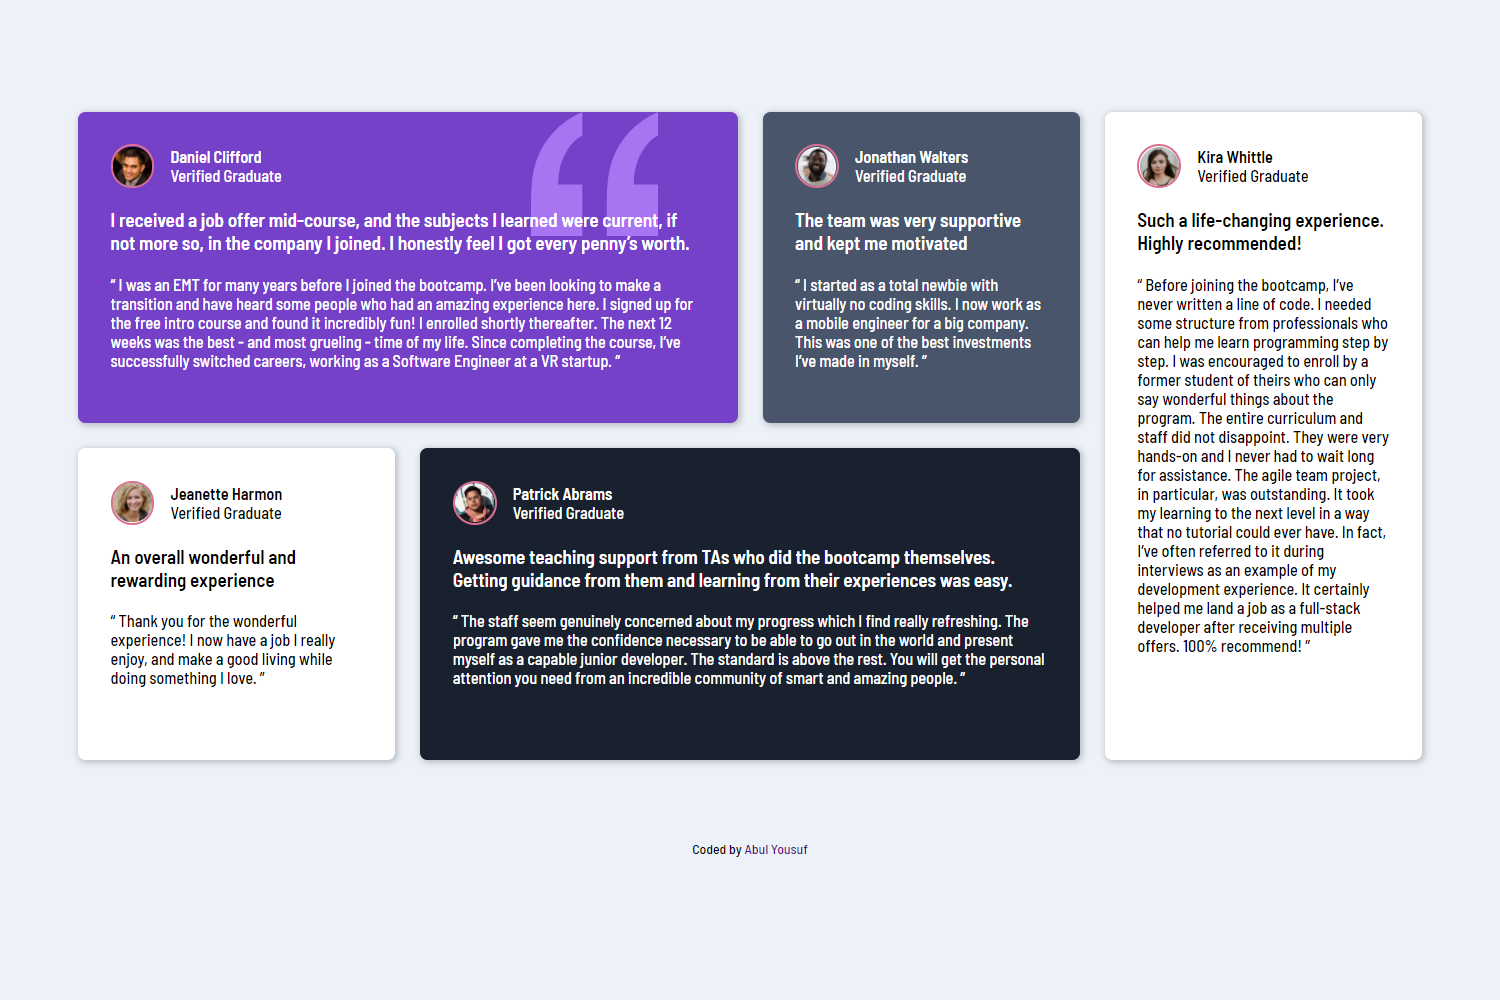 Daniel Clifford
Verified Graduate
I received a job offer mid-course, and the subjects I learned were current, if
not more so, in the company I joined. I honestly feel I got every penny’s worth.
“ I was an EMT for many years before I joined the bootcamp. I’ve been looking to make a
transition and have heard some people who had an amazing experience here. I signed up for
the free intro course and found it incredibly fun! I enrolled shortly thereafter. The next 12
weeks was the best - and most grueling - time of my life. Since completing the course, I’ve
successfully switched careers, working as a Software Engineer at a VR startup. ”
Jonathan Walters
Verified Graduate
The team was very supportive
and kept me motivated
“ I started as a total newbie with
virtually no coding skills. I now work as
a mobile engineer for a big company.
This was one of the best investments
I’ve made in myself. ”
Kira Whittle
Verified Graduate
Such a life-changing experience.
Highly recommended!
“ Before joining the bootcamp, I’ve
never written a line of code. I needed
some structure from professionals who
can help me learn programming step by
step. I was encouraged to enroll by a
former student of theirs who can only
say wonderful things about the
program. The entire curriculum and
staff did not disappoint. They were very
hands-on and I never had to wait long
for assistance. The agile team project,
in particular, was outstanding. It took
my learning to the next level in a way
that no tutorial could ever have. In fact,
I’ve often referred to it during
interviews as an example of my
development experience. It certainly
helped me land a job as a full-stack
developer after receiving multiple
offers. 100% recommend! ”
Jeanette Harmon
Verified Graduate
An overall wonderful and
rewarding experience
“ Thank you for the wonderful
experience! I now have a job I really
enjoy, and make a good living while
doing something I love. ”
Patrick Abrams
Verified Graduate
Awesome teaching support from TAs who did the bootcamp themselves.
Getting guidance from them and learning from their experiences was easy.
“ The staff seem genuinely concerned about my progress which I find really refreshing. The
program gave me the confidence necessary to be able to go out in the world and present
myself as a capable junior developer. The standard is above the rest. You will get the personal
attention you need from an incredible community of smart and amazing people. ”
Coded by Abul Yousuf